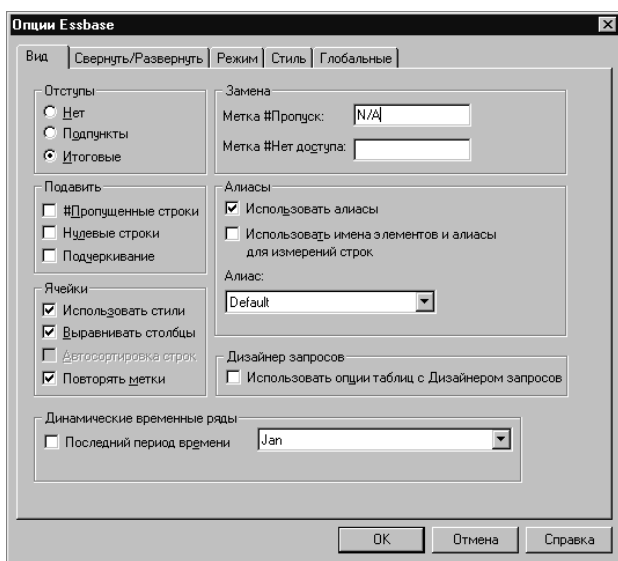 Опции Essbase
Вид Свернуть/Развернуть Режим Стиль Глобальные
Отступы
Нет
Подпункты
Итоговые
Замена
Метка #Пропуск: N/A
Метка #Нет доступа:
Подавить
#Пропущенные строки
Нулевые строки
Подчеркивание
Алиасы
Использовать алиасы
Использовать имена элементов и алиасы
для измерений строк
Алиас:
Default
Ячейки
Использовать стили
Выравнивать столбцы
Автосортировка строк
Повторять метки
Дизайнер запросов
Использовать опции таблиц с Дизайнером запросов
Динамические временные ряды
Последний период времени Jan
OK Отмена Справка